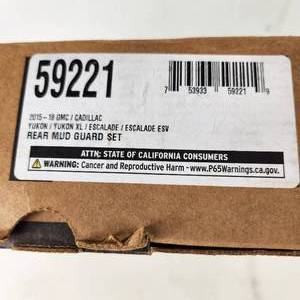 59221
7 53933 59221 9
2015-18 GMC / CADILLAC
YUKON / YUKON XL / ESCALADE / ESCALADE ESV
REAR MUD GUARD SET
ATTN: STATE OF CALIFORNIA CONSUMERS
WARNING: Cancer and Reproductive Harm -www.P65Warnings.ca.gov.